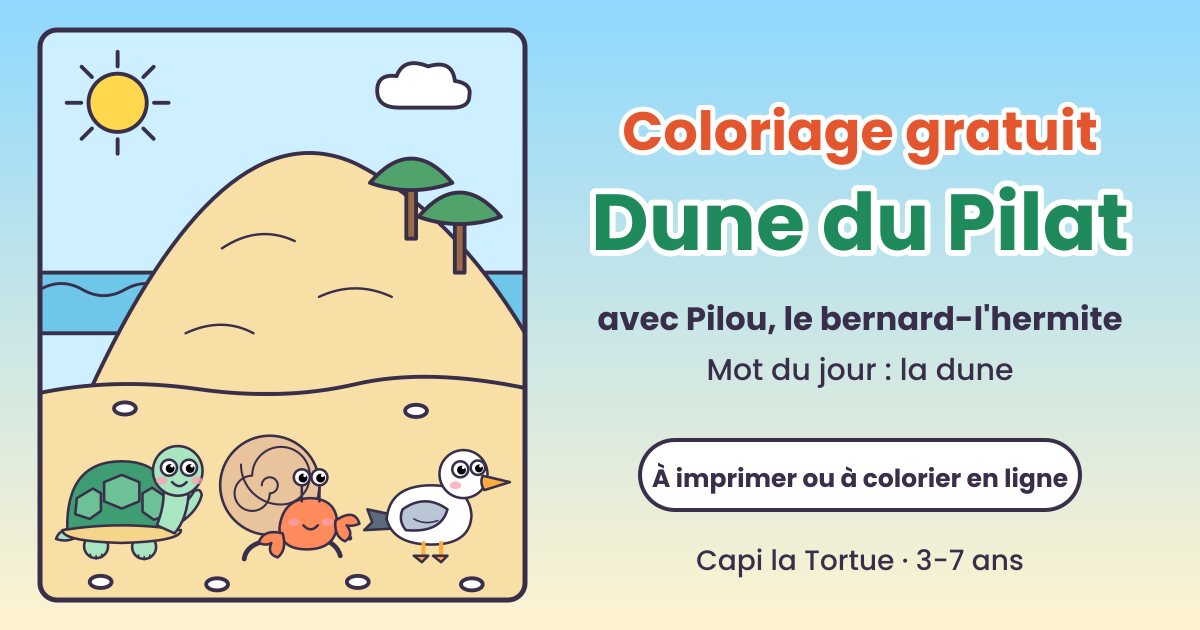 Coloriage gratuit
Dune du Pilat
avec Pilou, le bernard-l'hermite
Mot du jour : la dune
À imprimer ou à colorier en ligne
Capi la Tortue · 3-7 ans